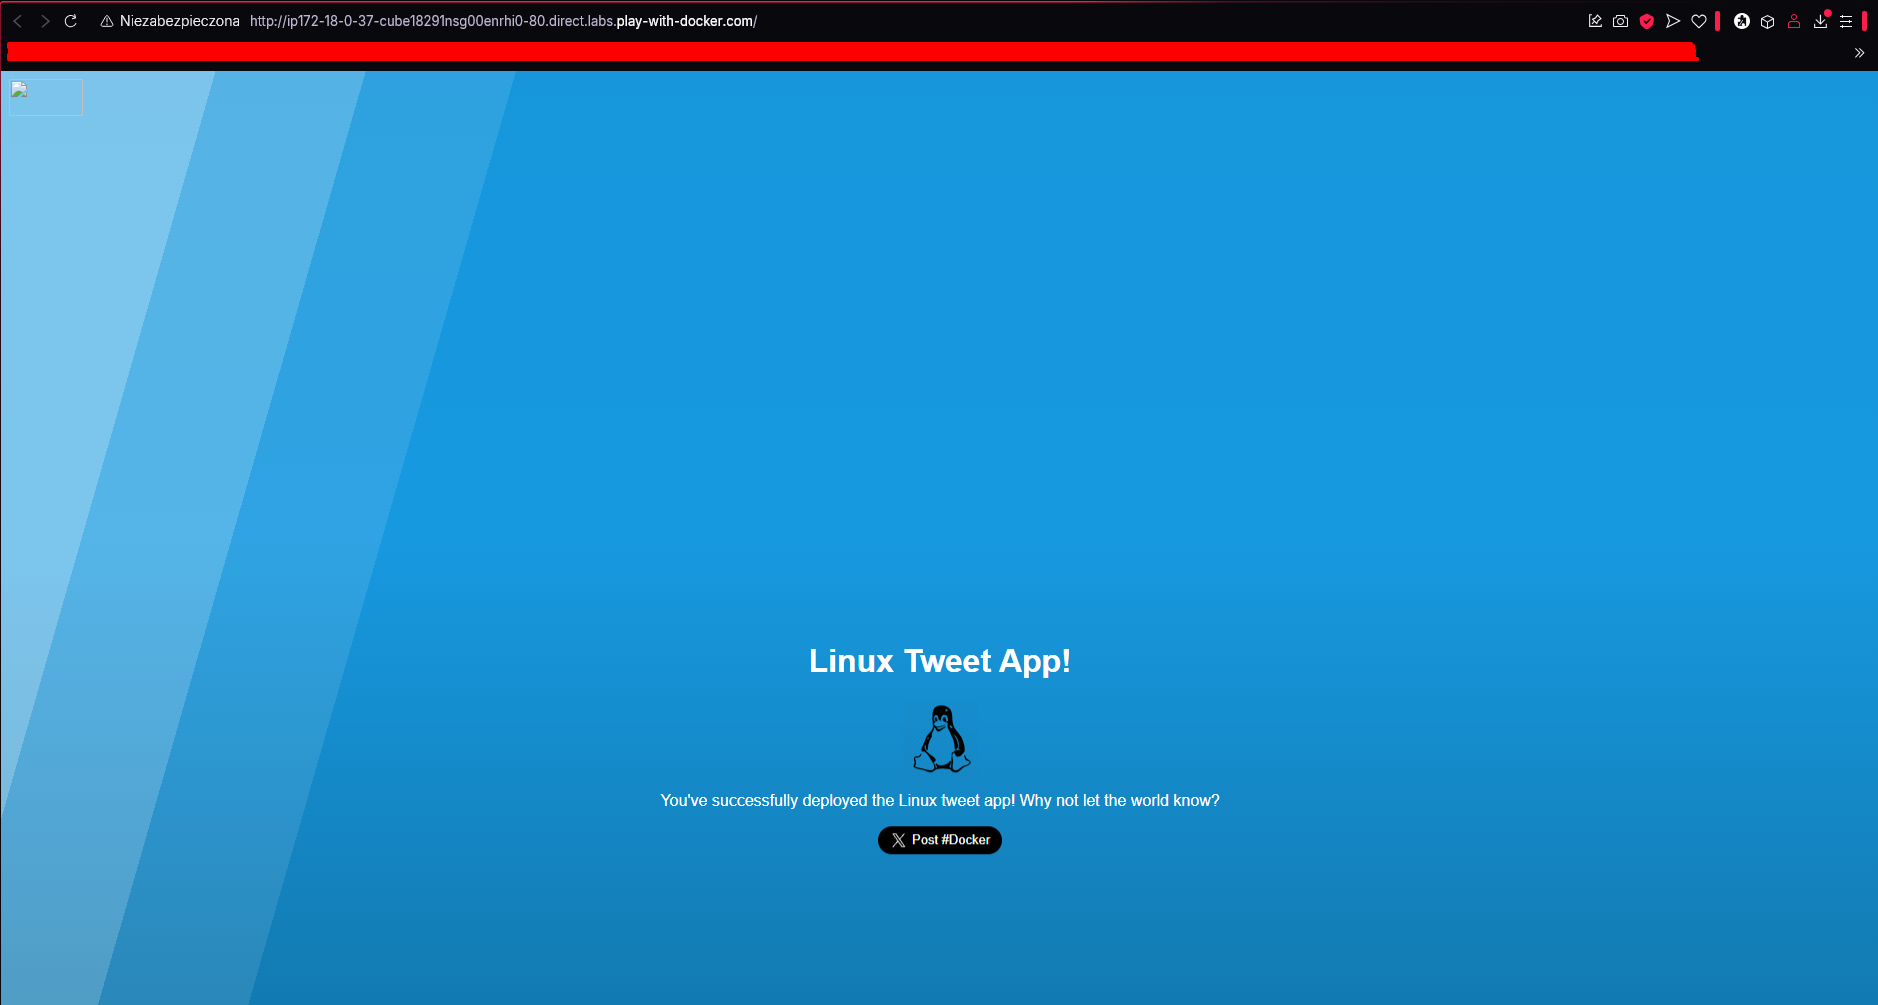 Niezabezpieczona http://ip172-18-0-37-cube18291nsg00enrhi0-80.direct.labs.play-with-docker.com/
Linux Tweet App!
You've successfully deployed the Linux tweet app! Why not let the world know?
Post #Docker